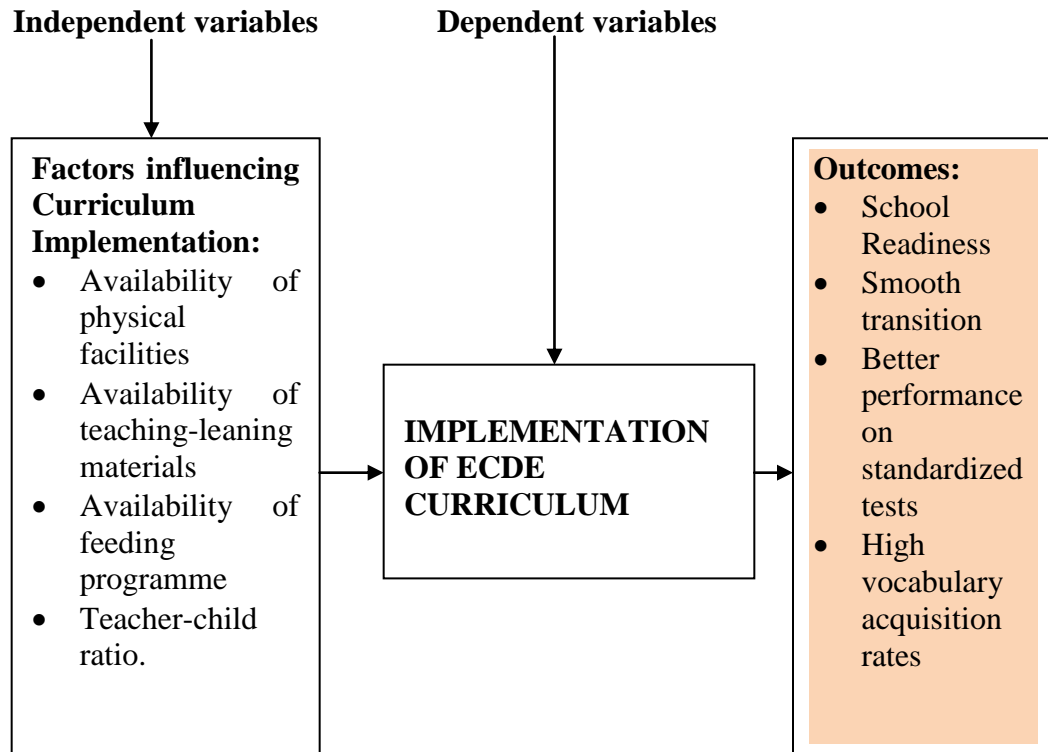 Independent variables
Dependent variables
Factors influencing
Curriculum
Implementation:
• Availability of
physical
facilities
• Availability of
teaching-leaning
materials
• Availability of
feeding
programme
• Teacher-child
ratio.
IMPLEMENTATION
OF ECDE
CURRICULUM
Outcomes:
• School
Readiness
• Smooth
transition
• Better
performance
on
standardized
tests
• High
vocabulary
acquisition
rates